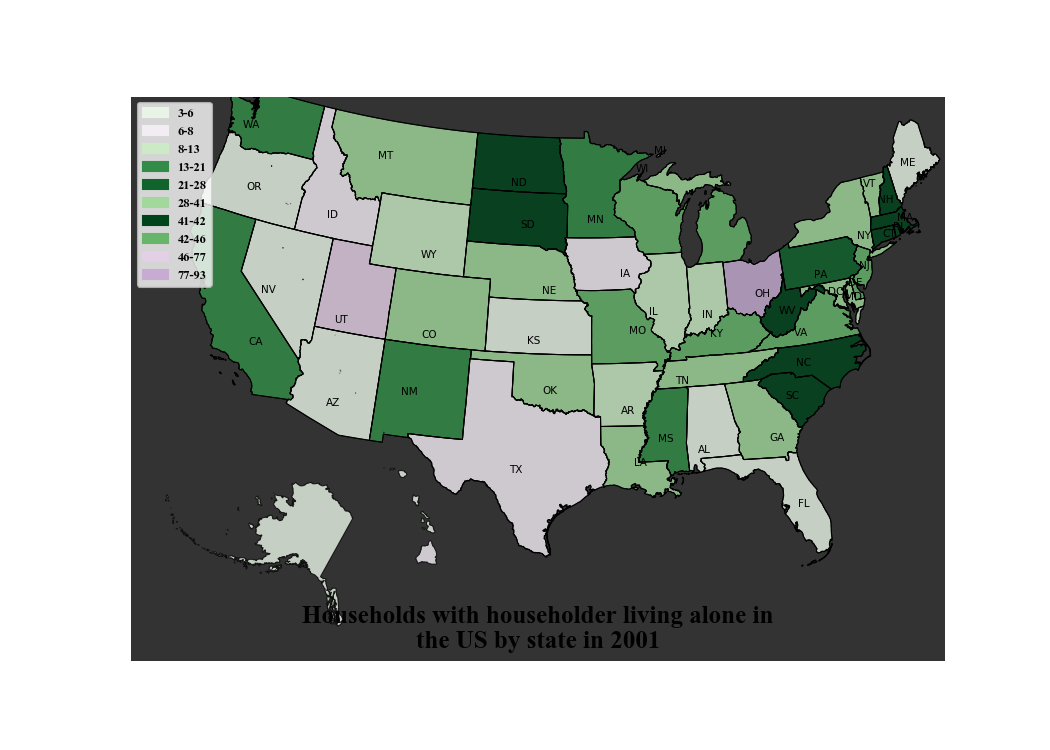 3-6
6-8
8-13
13-21
21-28
28-41
41-42
42-46
46-77
77-93
WA
MT
ND
MN
WI
MI
ME
VT
NH
OR
ID
SD
NY
MA
CT
WY
IA
PA
NJ
NV
NE
IL
IN
OH
DC
MD
DE
UT
CO
KS
MO
KY
WV
VA
CA
AZ
NM
OK
AR
TN
NC
SC
TX
LA
MS
AL
GA
FL
Households with householder living alone in
the US by state in 2001